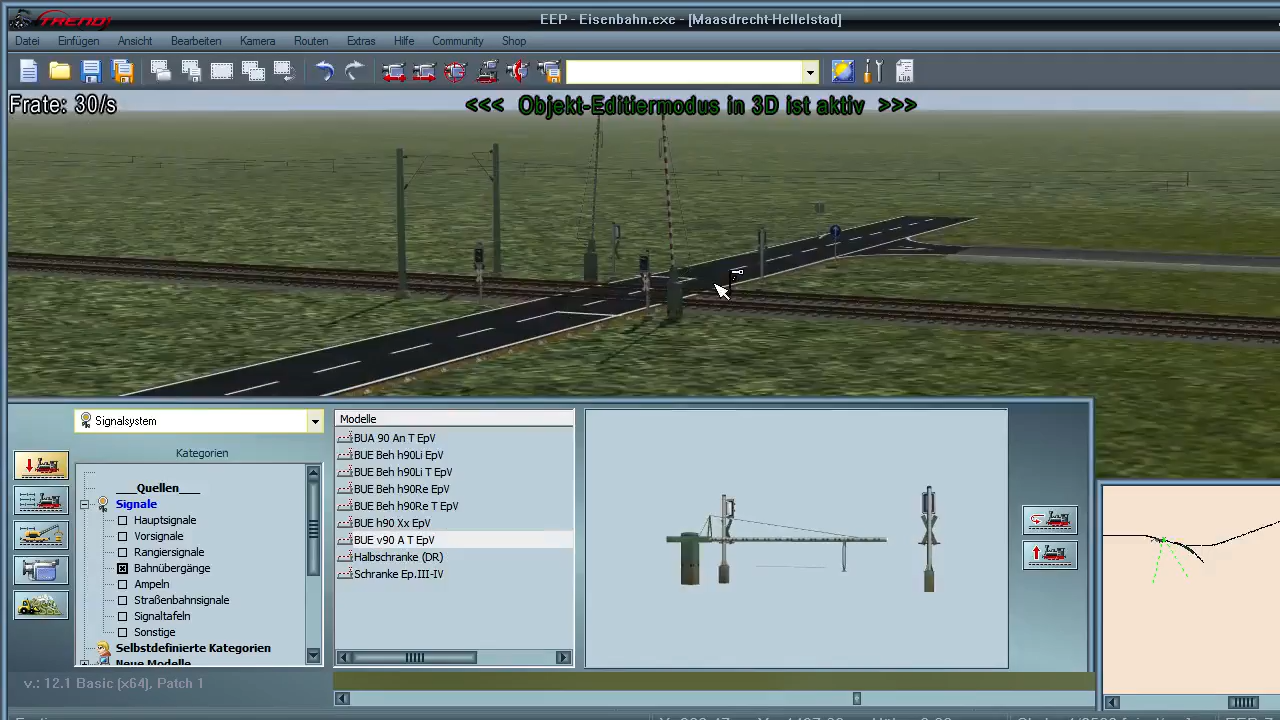 TREND
EEP - Eisenbahn.exe - [Maasdrecht-Hellelstad]
Datei Einfügen Ansicht Bearbeiten Kamera Routen Extras Hilfe Community Shop
LUA
Frate: 30/s
<<< Objekt-Editiermodus in 3D ist aktiv >>>
Signalsystem
Kategorien
___Quellen___
Signale
Hauptsignale
Vorsignale
Rangiersignale
Bahnübergänge
Ampeln
Straßenbahnsignale
Signaltafeln
Sonstige
Selbstdefinierte Kategorien
Neue Modelle
Modelle
BUA 90 An T EpV
BUE Beh h90Li EpV
BUE Beh h90Li T EpV
BUE Beh h90Re EpV
BUE Beh h90Re T EpV
BUE h90 Xx EpV
BUE v90 A T EpV
Halbschranke (DR)
Schranke Ep.III-IV
v.: 12.1 Basic [x64), Patch 1